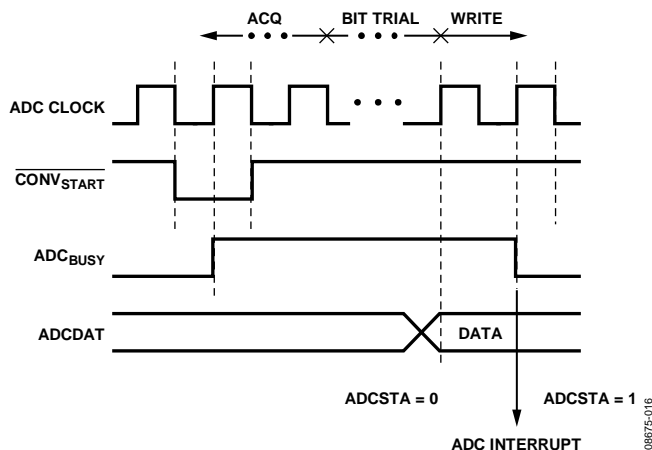 ACQ BIT TRIAL WRITE
ADC CLOCK
CONVSTART
ADCBUSY
ADCDAT
DATA
ADCSTA = 0 ADCSTA = 1
ADC INTERRUPT
08675-016